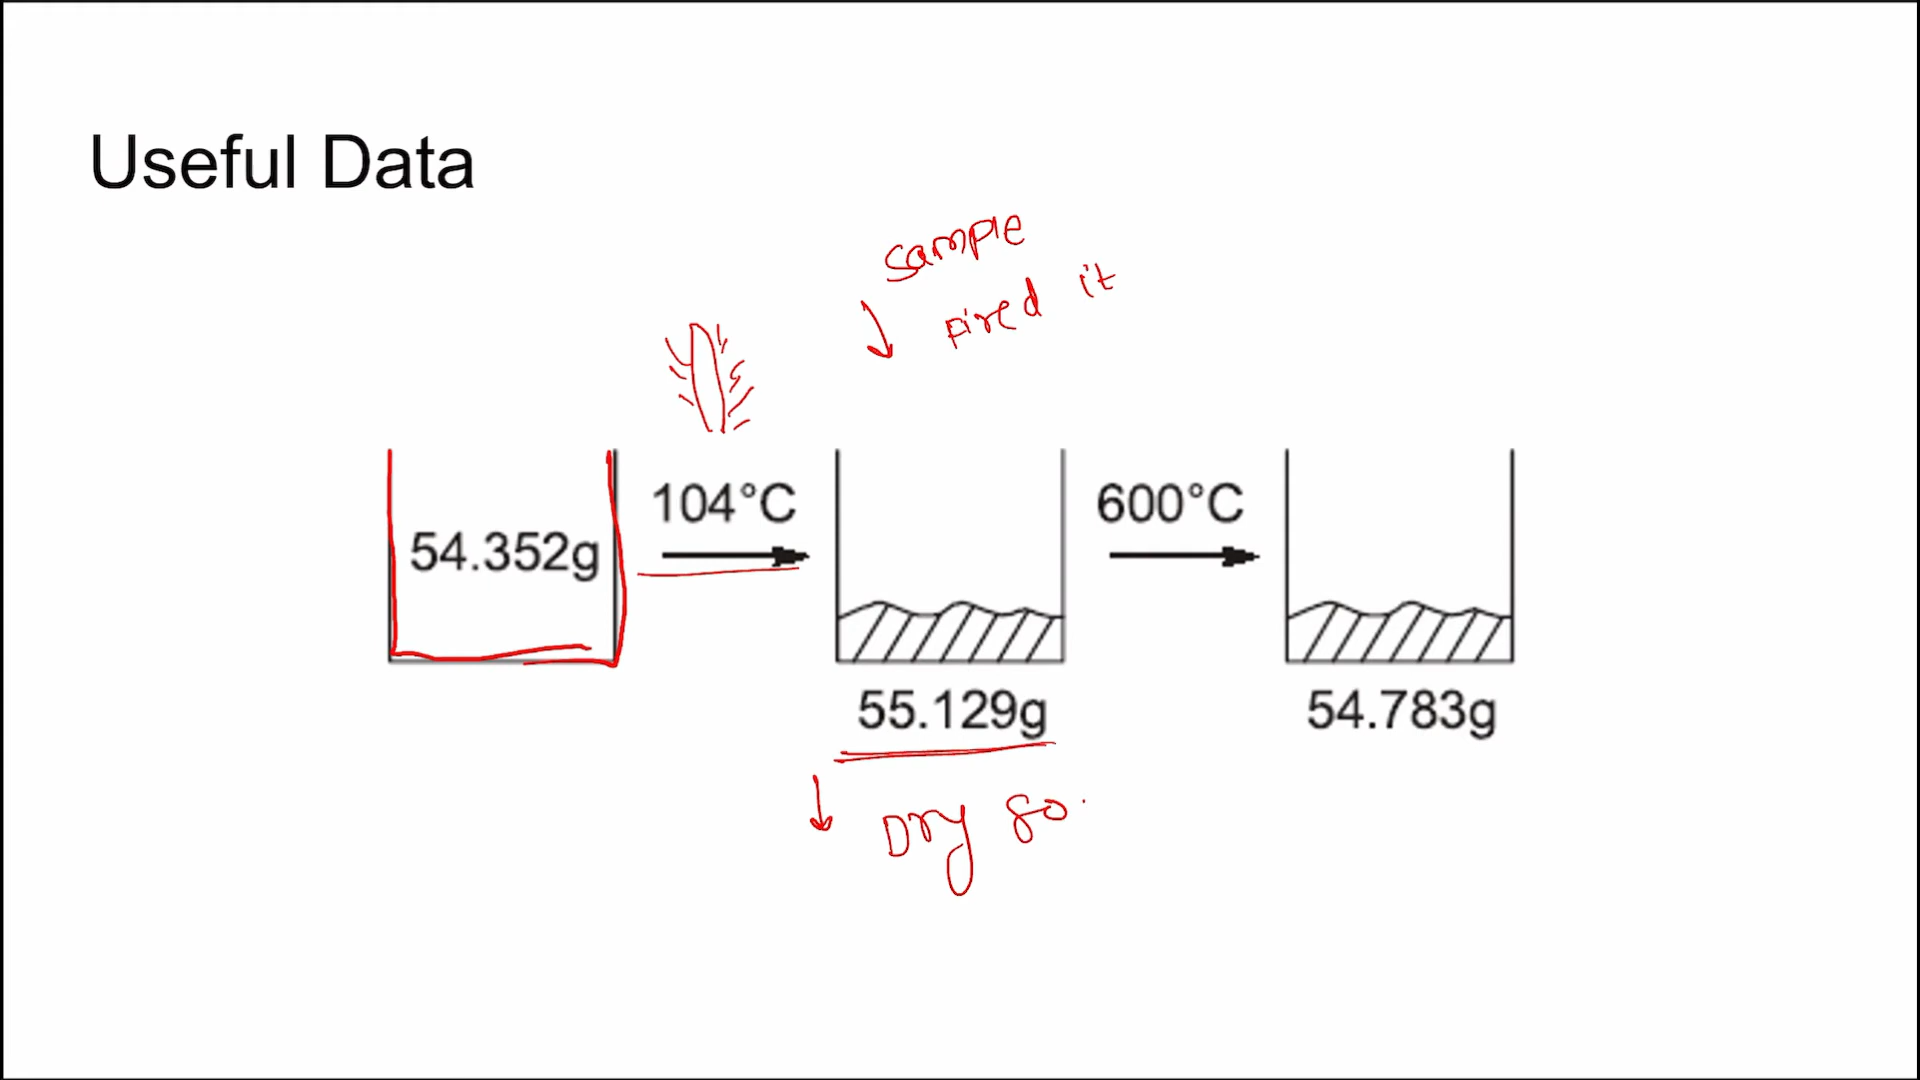 Useful Data
Sample
Fired it
104°C
600°C
54.352g
55.129g
54.783g
Dry so